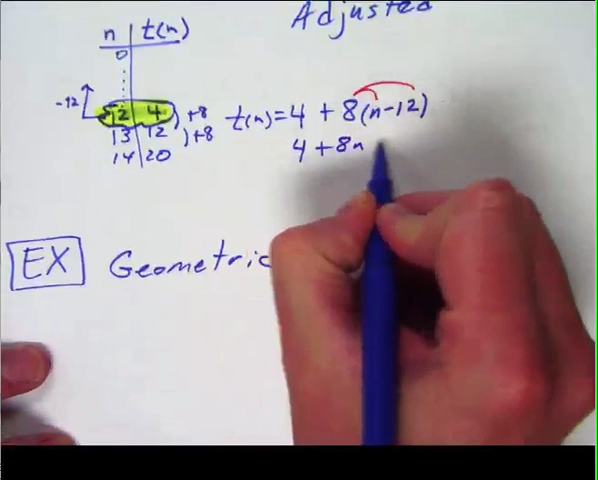 Adjusted
n t(n)
0
-12 12 4 ) +8 t(n) = 4 + 8(n-12)
13 12 ) +8 4 + 8n
14 20
EX Geometric